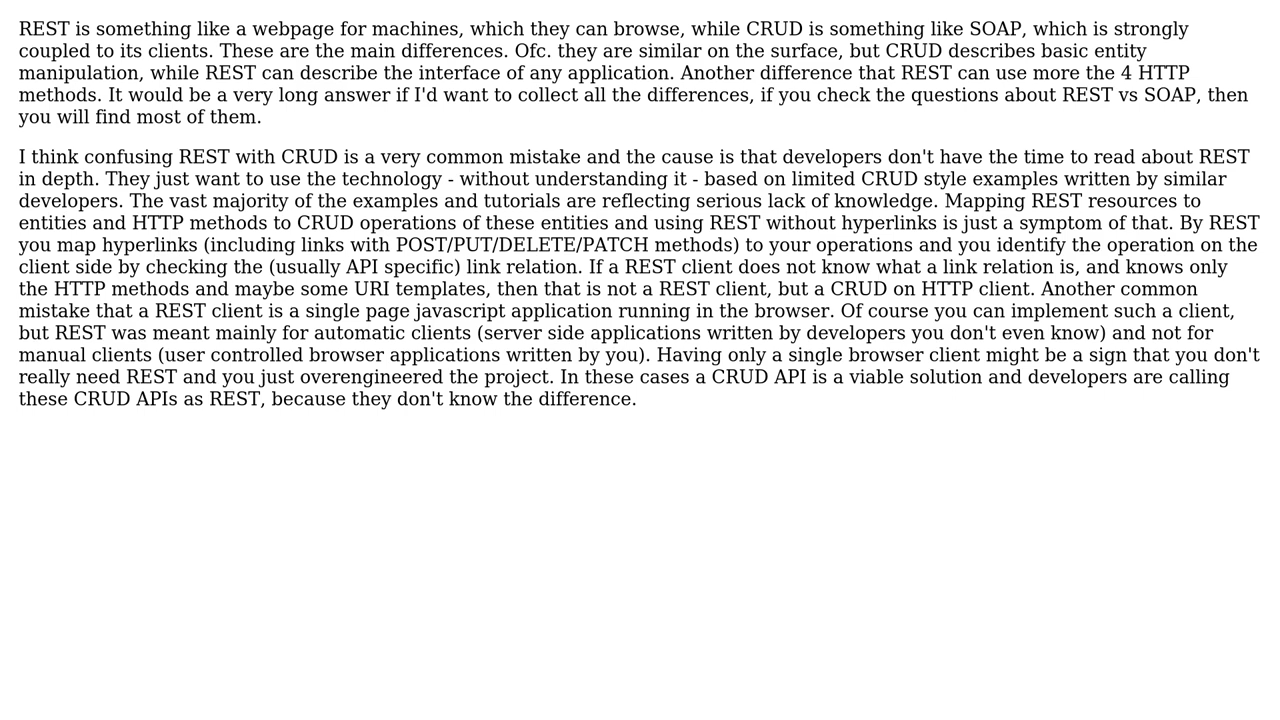 REST is something like a webpage for machines, which they can browse, while CRUD is something like SOAP, which is strongly
coupled to its clients. These are the main differences. Ofc. they are similar on the surface, but CRUD describes basic entity
manipulation, while REST can describe the interface of any application. Another difference that REST can use more the 4 HTTP
methods. It would be a very long answer if I'd want to collect all the differences, if you check the questions about REST vs SOAP, then
you will find most of them.
I think confusing REST with CRUD is a very common mistake and the cause is that developers don't have the time to read about REST
in depth. They just want to use the technology - without understanding it - based on limited CRUD style examples written by similar
developers. The vast majority of the examples and tutorials are reflecting serious lack of knowledge. Mapping REST resources to
entities and HTTP methods to CRUD operations of these entities and using REST without hyperlinks is just a symptom of that. By REST
you map hyperlinks (including links with POST/PUT/DELETE/PATCH methods) to your operations and you identify the operation on the
client side by checking the (usually API specific) link relation. If a REST client does not know what a link relation is, and knows only
the HTTP methods and maybe some URI templates, then that is not a REST client, but a CRUD on HTTP client. Another common
mistake that a REST client is a single page javascript application running in the browser. Of course you can implement such a client,
but REST was meant mainly for automatic clients (server side applications written by developers you don't even know) and not for
manual clients (user controlled browser applications written by you). Having only a single browser client might be a sign that you don't
really need REST and you just overengineered the project. In these cases a CRUD API is a viable solution and developers are calling
these CRUD APIs as REST, because they don't know the difference.